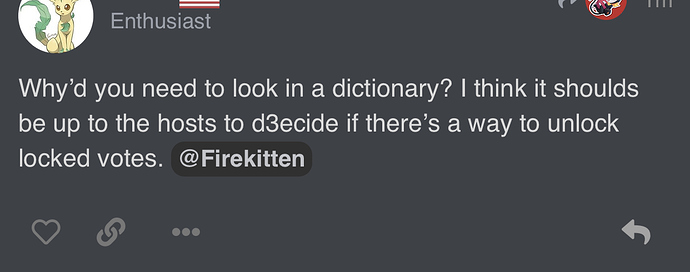 Enthusiast
Why’d you need to look in a dictionary? I think it shoulds
be up to the hosts to d3ecide if there’s a way to unlock
locked votes. @Firekitten